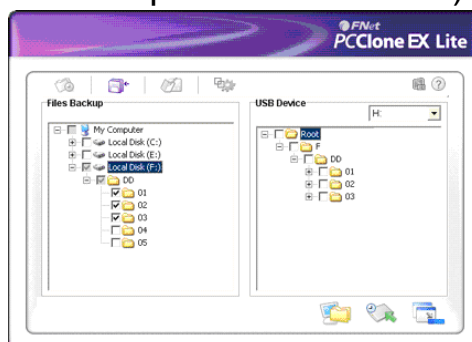 FNet
PCClone EX Lite
Files Backup
USB Device
H:
My Computer
Local Disk (C:)
Local Disk (E:)
Local Disk (F:)
DD
01
02
03
04
05
Root
F
DD
01
02
03